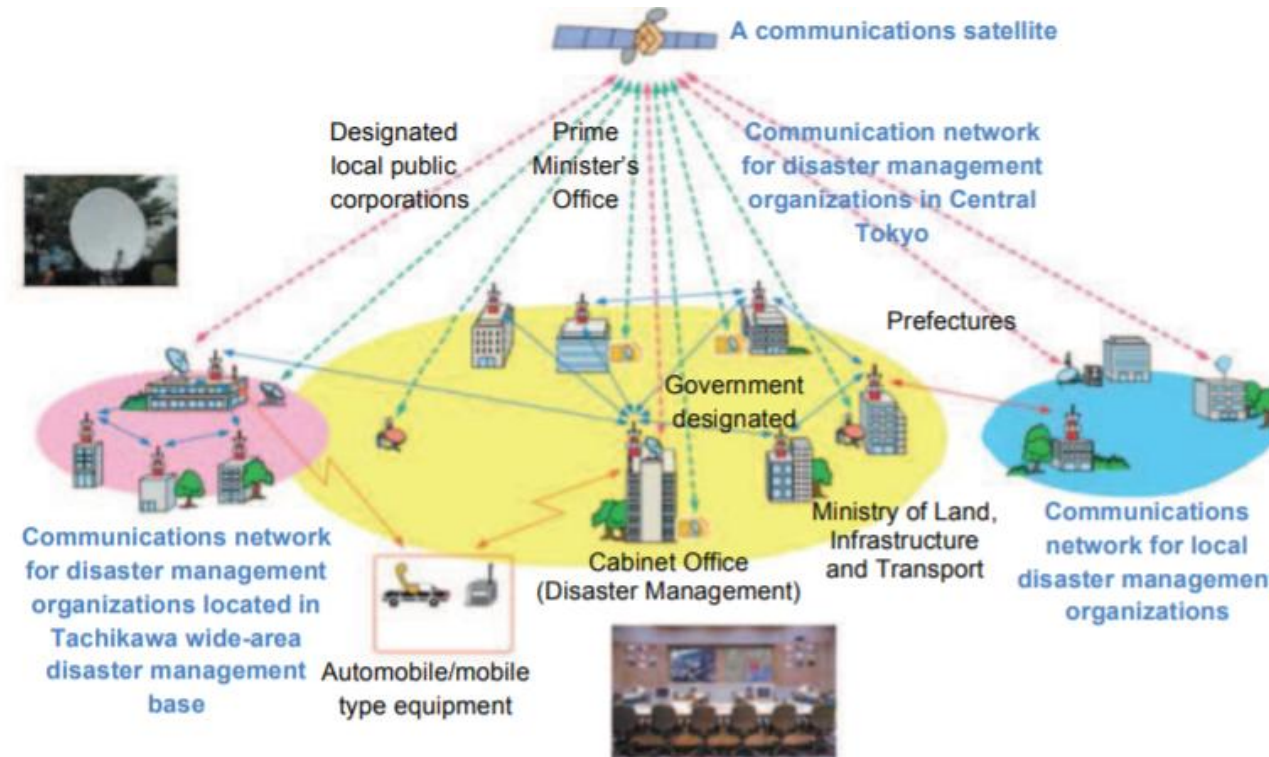 A communications satellite
Designated
local public
corporations
Prime
Minister's
Office
Communication network
for disaster management
organizations in Central
Tokyo
Prefectures
Government
designated
Communications network
for disaster management
organizations located in
Tachikawa wide-area
disaster management
base
Automobile/mobile
type equipment
Cabinet Office
(Disaster Management)
Ministry of Land,
Infrastructure
and Transport
Communications
network for local
disaster managemen
organizations